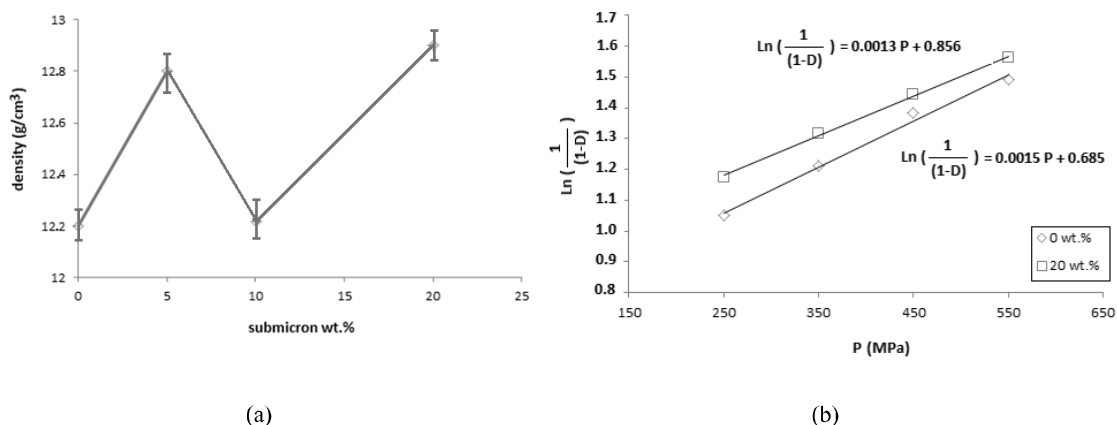 13
12.8
12.6
12.4
12.2
12
0
5
10
15
20
25
density (g/cm³)
submicron wt.%
(a)
1.7
1.6
1.5
1.4
1.3
1.2
1.1
1.0
0.9
0.8
150
250
350
450
550
650
Ln ( 1/(1-D) )
P (MPa)
Ln ( 1/(1-D) ) = 0.0013 P + 0.856
Ln ( 1/(1-D) ) = 0.0015 P + 0.685
0 wt.%
20 wt.%
(b)